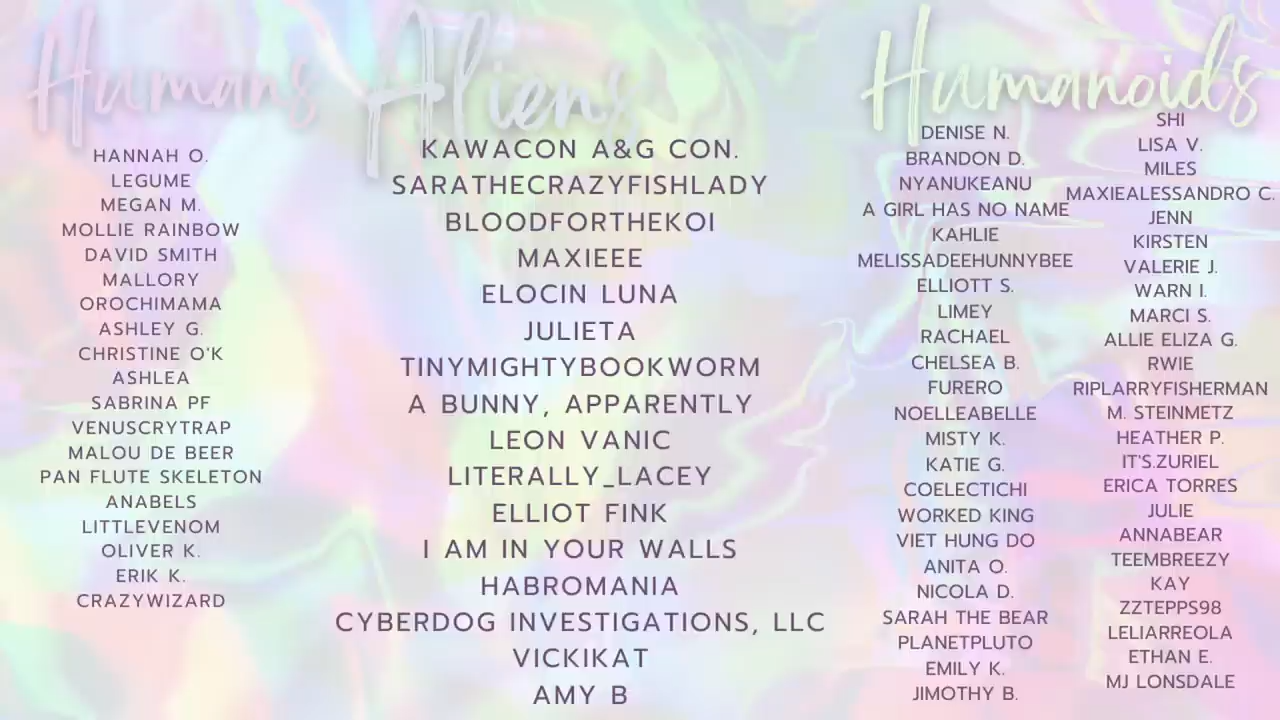 Humans
HANNAH O.
LEGUME
MEGAN M.
MOLLIE RAINBOW
DAVID SMITH
MALLORY
OROCHIMAMA
ASHLEY G.
CHRISTINE O'K
ASHLEA
SABRINA PF
VENUSCRYTRAP
MALOU DE BEER
PAN FLUTE SKELETON
ANABELS
LITTLEVENOM
OLIVER K.
ERIK K.
CRAZYWIZARD
Aliens
KAWACON A&G CON.
SARATHECRAZYFISHLADY
BLOODFORTHEKOI
MAXIEEE
ELOCIN LUNA
JULIETA
TINYMIGHTYBOOKWORM
A BUNNY, APPARENTLY
LEON VANIC
LITERALLY_LACEY
ELLIOT FINK
I AM IN YOUR WALLS
HABROMANIA
CYBERDOG INVESTIGATIONS, LLC
VICKIKAT
AMY B
Humanoids
DENISE N.
BRANDON D.
NYANUKEANU
A GIRL HAS NO NAME
KAHLIE
MELISSADEEHUNNYBEE
ELLIOTT S.
LIMEY
RACHAEL
CHELSEA B.
FURERO
NOELLEABELLE
MISTY K.
KATIE G.
COELECTICHI
WORKED KING
VIET HUNG DO
ANITA O.
NICOLA D.
SARAH THE BEAR
PLANETPLUTO
EMILY K.
JIMOTHY B.
SHI
LISA V.
MILES
MAXIEALESSANDRO C.
JENN
KIRSTEN
VALERIE J.
WARN I.
MARCI S.
ALLIE ELIZA G.
RWIE
RIPLARRYFISHERMAN
M. STEINMETZ
HEATHER P.
IT'S.ZURIEL
ERICA TORRES
JULIE
ANNABEAR
TEEMBREEZY
KAY
ZZTEPPS98
LELIARREOLA
ETHAN E.
MJ LONSDALE